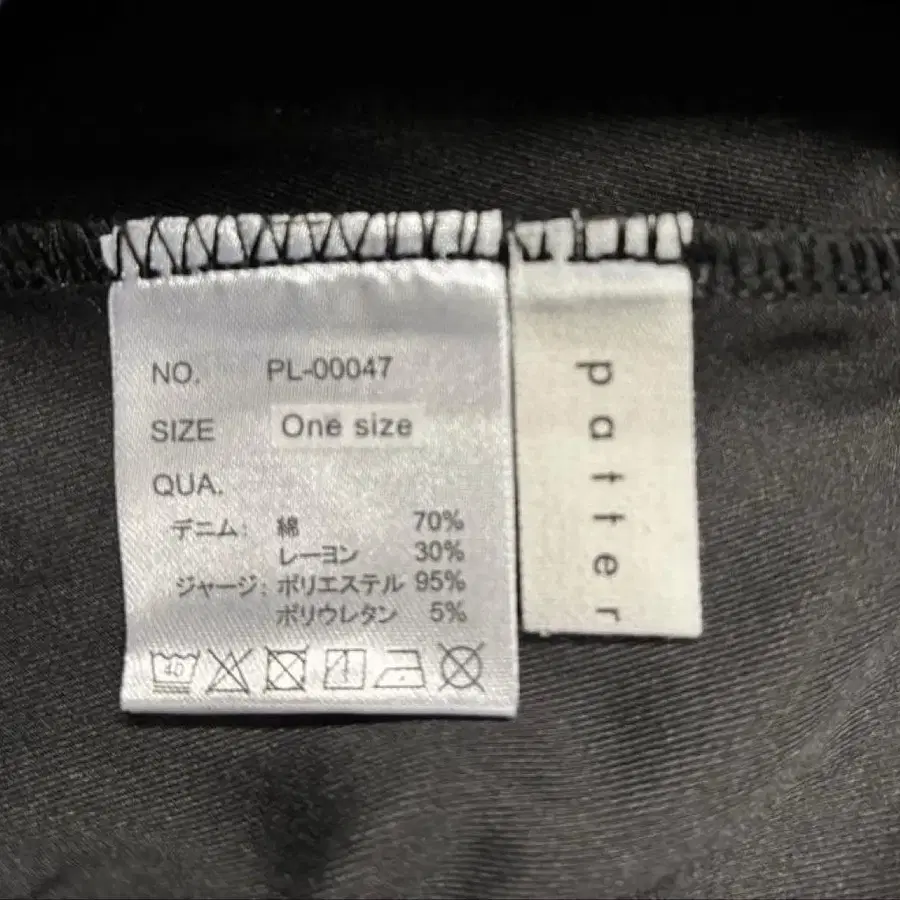 NO. PL-00047
SIZE One size
QUA.
デニム: 綿 70%
レーヨン 30%
ジャージ: ポリエステル 95%
ポリウレタン 5%
40
patter